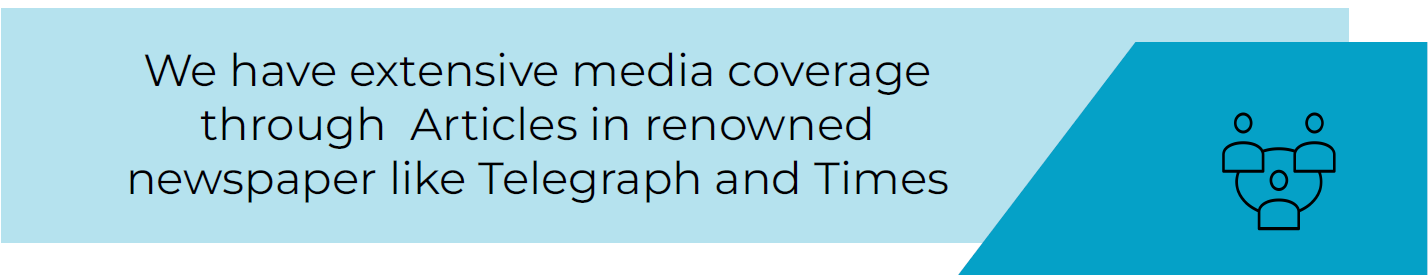 We have extensive media coverage
through  Articles in renowned
newspaper like Telegraph and Times